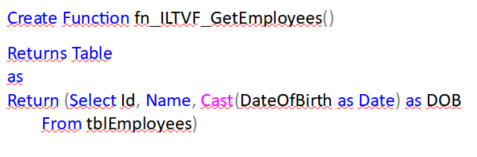 Create Function fn_ILTVF_GetEmployees()
Returns Table
as
Return (Select Id, Name, Cast(DateOfBirth as Date) as DOB
From tblEmployees)